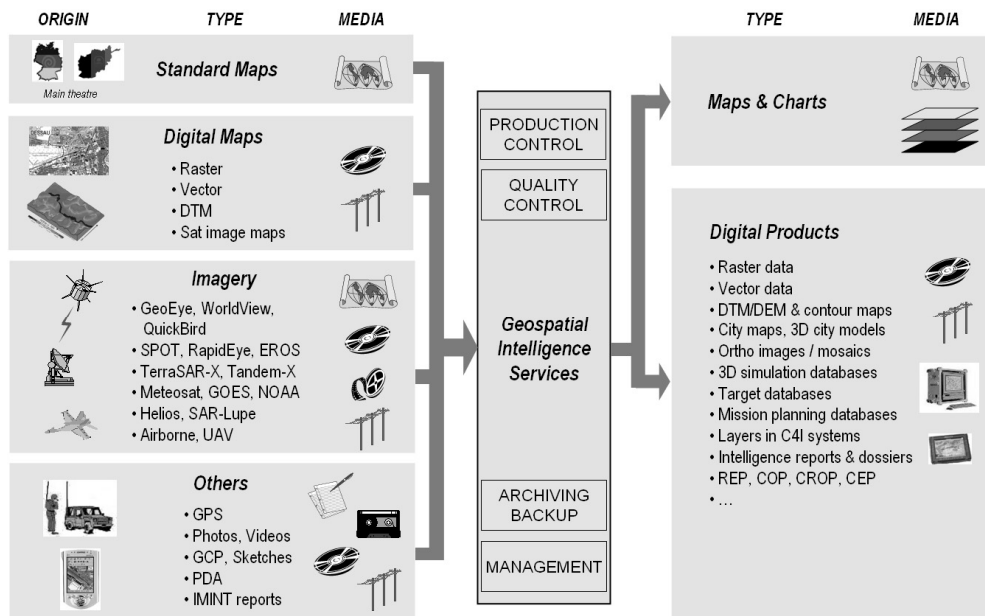 ORIGIN
TYPE
MEDIA
Main theatre
Standard Maps
Digital Maps
• Raster
• Vector
• DTM
• Sat image maps
Imagery
• GeoEye, WorldView,
QuickBird
• SPOT, RapidEye, EROS
• TerraSAR-X, Tandem-X
• Meteosat, GOES, NOAA
• Helios, SAR-Lupe
• Airborne, UAV
Others
• GPS
• Photos, Videos
• GCP, Sketches
• PDA
• IMINT reports
PRODUCTION
CONTROL
QUALITY
CONTROL
Geospatial
Intelligence
Services
ARCHIVING
BACKUP
MANAGEMENT
TYPE
MEDIA
Maps & Charts
Digital Products
• Raster data
• Vector data
• DTM/DEM & contour maps
• City maps, 3D city models
• Ortho images / mosaics
• 3D simulation databases
• Target databases
• Mission planning databases
• Layers in C4I systems
• Intelligence reports & dossiers
• REP, COP, CROP, CEP
• ...